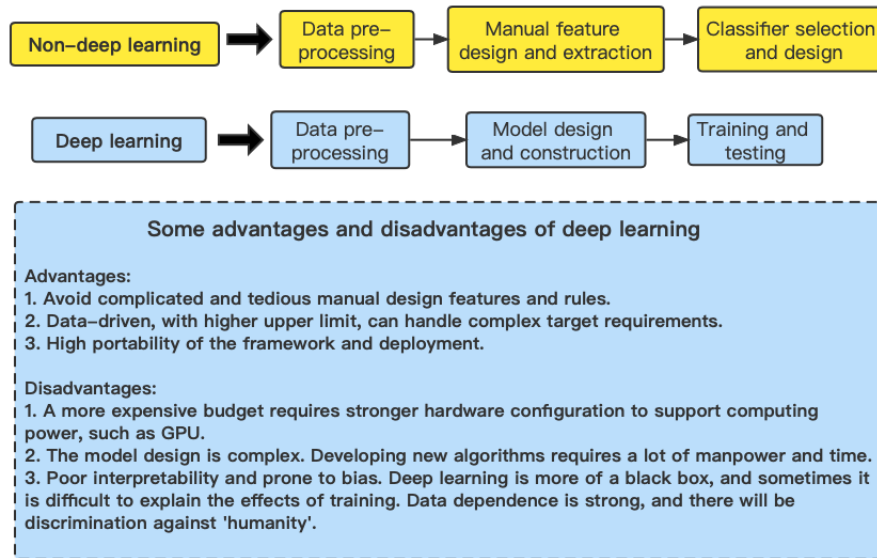 Non-deep learning
Data pre-
processing
Manual feature
design and extraction
Classifier selection
and design
Deep learning
Data pre-
processing
Model design
and construction
Training and
testing
Some advantages and disadvantages of deep learning
Advantages:
1. Avoid complicated and tedious manual design features and rules.
2. Data-driven, with higher upper limit, can handle complex target requirements.
3. High portability of the framework and deployment.
Disadvantages:
1. A more expensive budget requires stronger hardware configuration to support computing
power, such as GPU.
2. The model design is complex. Developing new algorithms requires a lot of manpower and time.
3. Poor interpretability and prone to bias. Deep learning is more of a black box, and sometimes it
is difficult to explain the effects of training. Data dependence is strong, and there will be
discrimination against 'humanity'.